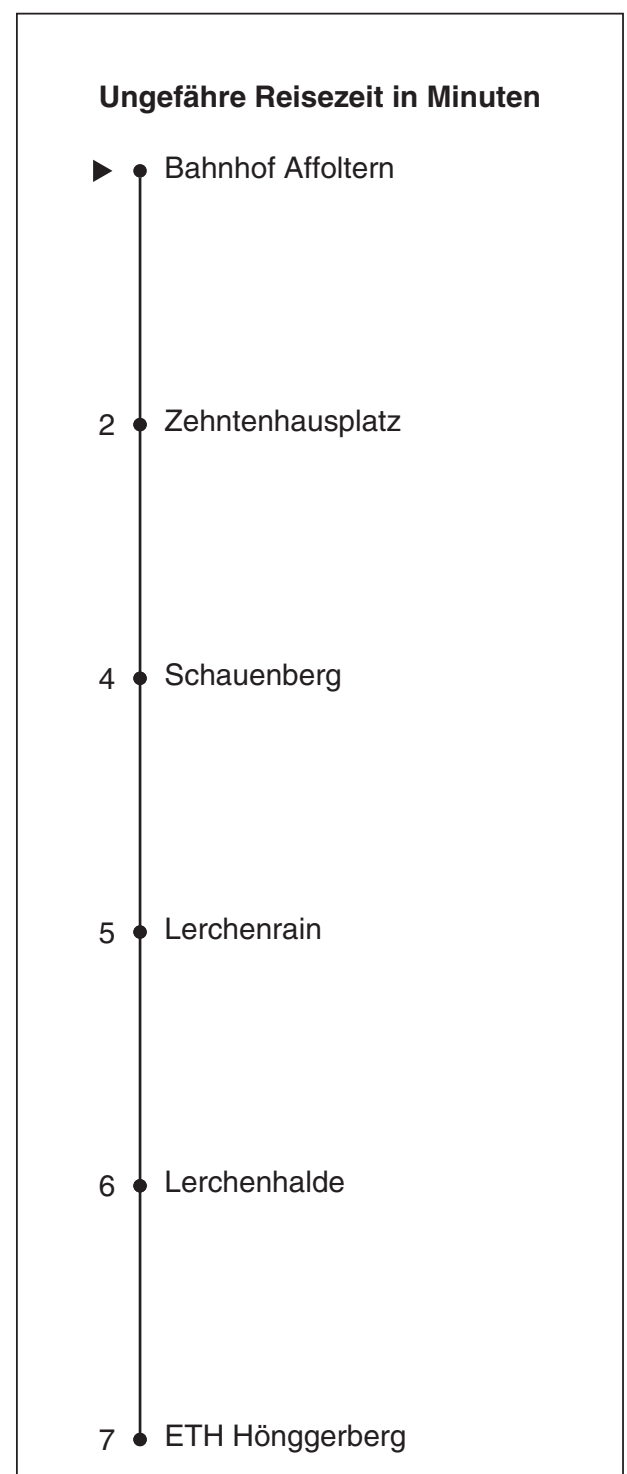 Ungefähre Reisezeit in Minuten
Bahnhof Affoltern
2 Zehntenhausplatz
4 Schauenberg
5 Lerchenrain
6 Lerchenhalde
7 ETH Hönggerberg